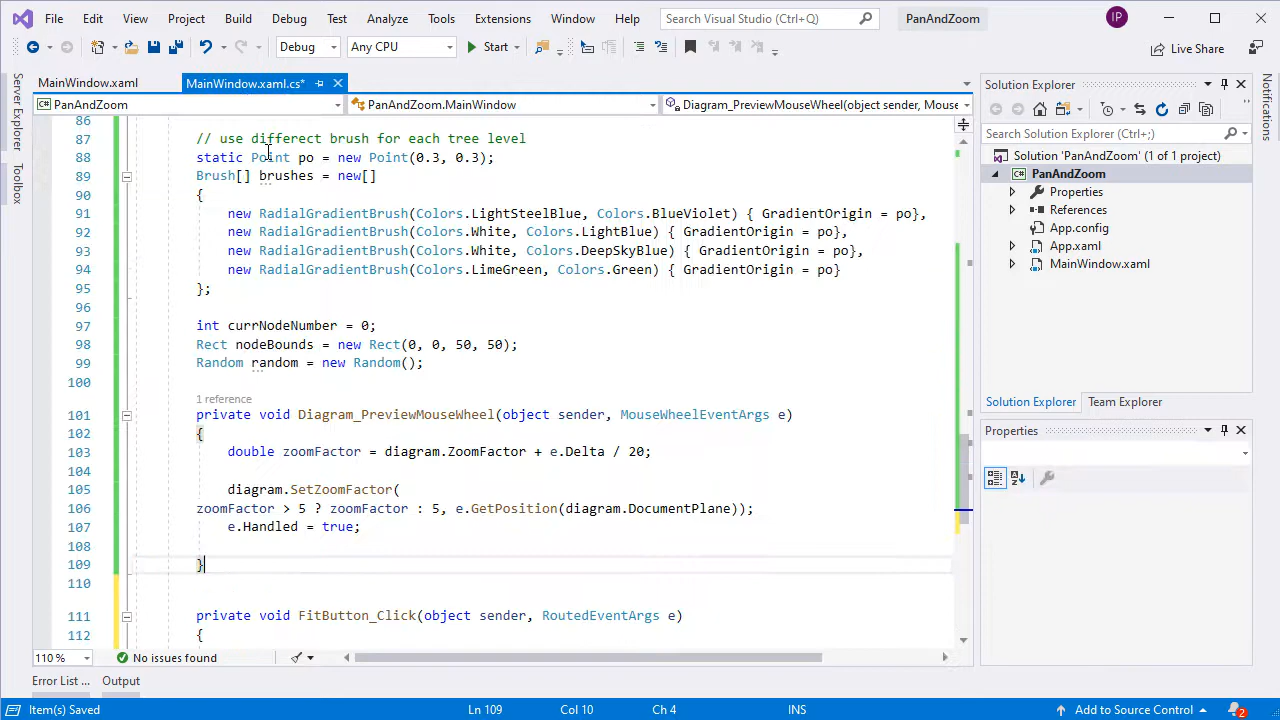 File Edit View Project Build Debug Test Analyze Tools Extensions Window Help Search Visual Studio (Ctrl+;) PanAndZoom IP
Debug Any CPU Start Live Share
MainWindow.xaml MainWindow.xaml.cs*
PanAndZoom PanAndZoom.MainWindow Diagram_PreviewMouseWheel(object sender, Mouse
Server Explorer
Toolbox
86
87 // use differect brush for each tree level
88 static Point po = new Point(0.3, 0.3);
89 Brush[] brushes = new[]
90 {
91 new RadialGradientBrush(Colors.LightSteelBlue, Colors.BlueViolet) { GradientOrigin = po},
92 new RadialGradientBrush(Colors.White, Colors.LightBlue) { GradientOrigin = po},
93 new RadialGradientBrush(Colors.White, Colors.DeepSkyBlue) { GradientOrigin = po},
94 new RadialGradientBrush(Colors.LimeGreen, Colors.Green) { GradientOrigin = po}
95 };
96
97 int currNodeNumber = 0;
98 Rect nodeBounds = new Rect(0, 0, 50, 50);
99 Random random = new Random();
100
1 reference
101 private void Diagram_PreviewMouseWheel(object sender, MouseWheelEventArgs e)
102 {
103 double zoomFactor = diagram.ZoomFactor + e.Delta / 20;
104
105 diagram.SetZoomFactor(
106 zoomFactor > 5 ? zoomFactor : 5, e.GetPosition(diagram.DocumentPlane));
107 e.Handled = true;
108
109 }
110
111 private void FitButton_Click(object sender, RoutedEventArgs e)
112 {
110 % No issues found
Error List ... Output
Item(s) Saved Ln 109 Col 10 Ch 4 INS Add to Source Control 2
Solution Explorer
Search Solution Explorer (Ctrl+;)
Solution 'PanAndZoom' (1 of 1 project)
PanAndZoom
Properties
References
App.config
App.xaml
MainWindow.xaml
Solution Explorer Team Explorer
Properties
Notifications